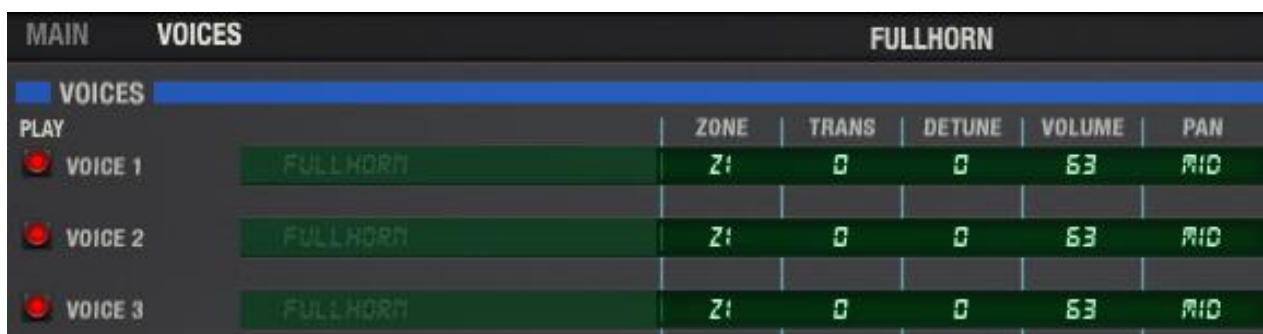 MAIN VOICES FULLHORN
VOICES
PLAY ZONE TRANS DETUNE VOLUME PAN
VOICE 1 FULLHORN Z1 0 0 63 MID
VOICE 2 FULLHORN Z1 0 0 63 MID
VOICE 3 FULLHORN Z1 0 0 63 MID